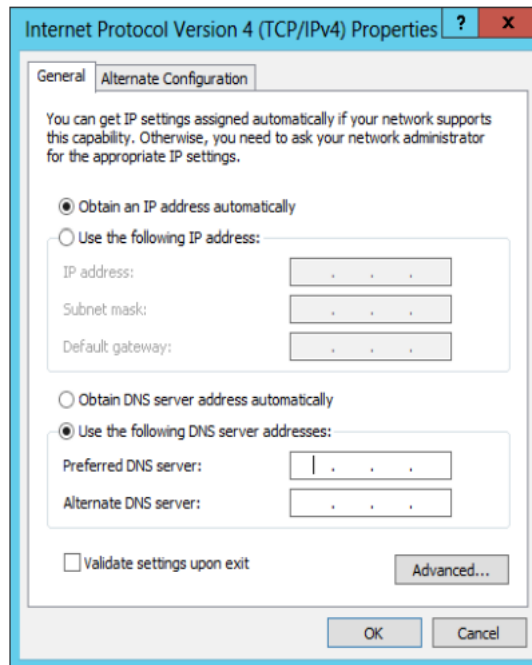 Internet Protocol Version 4 (TCP/IPv4) Properties ? x
General Alternate Configuration
You can get IP settings assigned automatically if your network supports
this capability. Otherwise, you need to ask your network administrator
for the appropriate IP settings.
Obtain an IP address automatically
Use the following IP address:
IP address: . . .
Subnet mask: . . .
Default gateway: . . .
Obtain DNS server address automatically
Use the following DNS server addresses:
Preferred DNS server: . . .
Alternate DNS server: . . .
Validate settings upon exit
Advanced...
OK Cancel